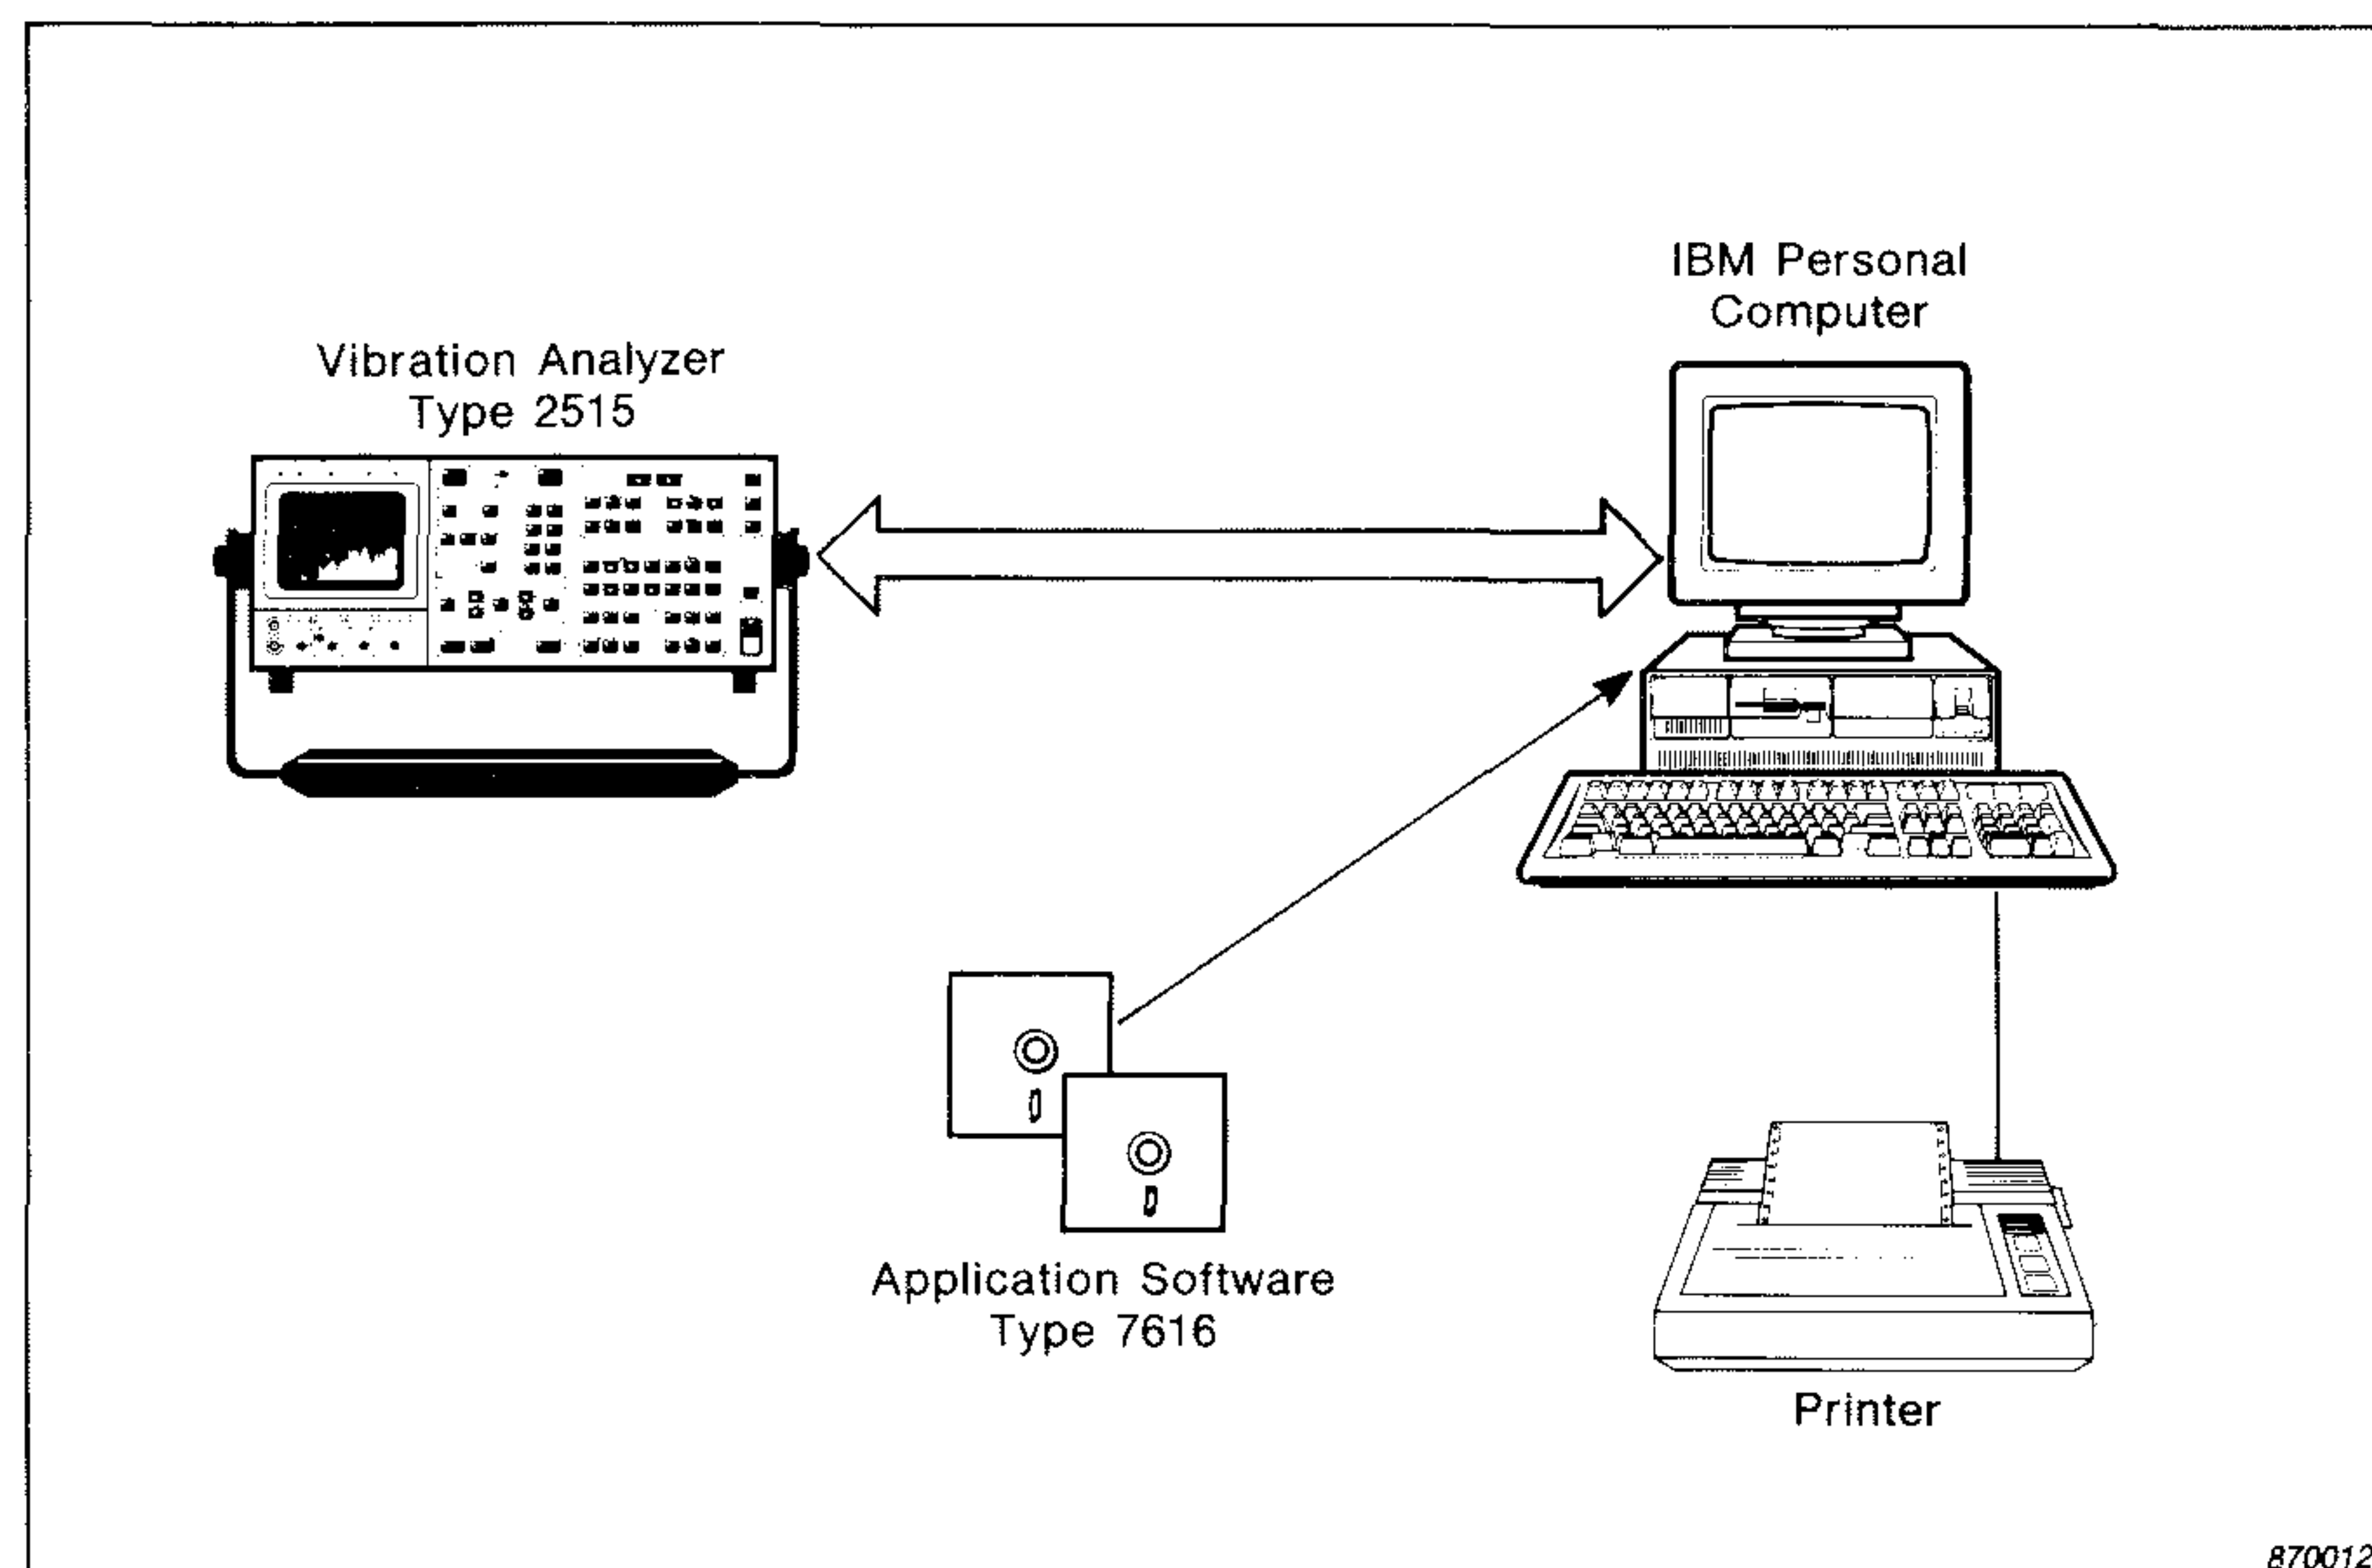 IBM Personal
Computer
Vibration Analyzer
Type 2515
Application Software
Type 7616
Printer
870012